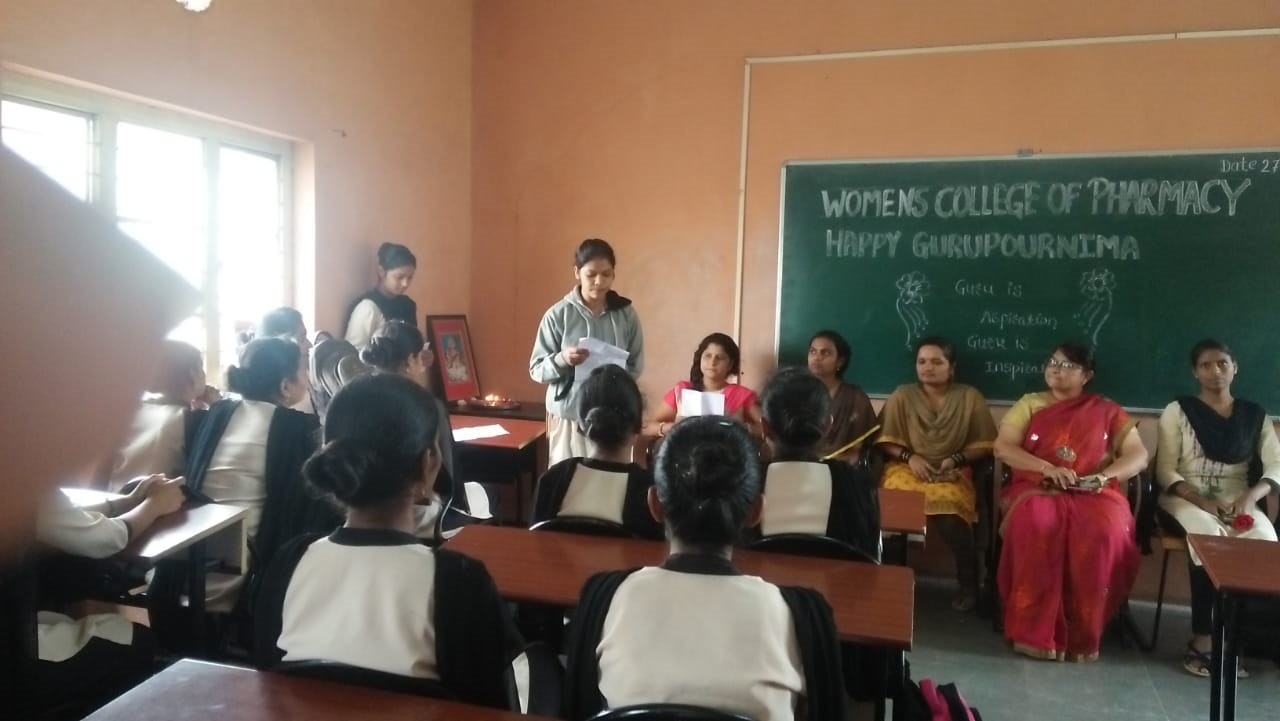 Date 27
WOMENS COLLEGE OF PHARMACY
HAPPY GURUPOURNIMA
Guru is
Aspiration
Guru is
Inspira